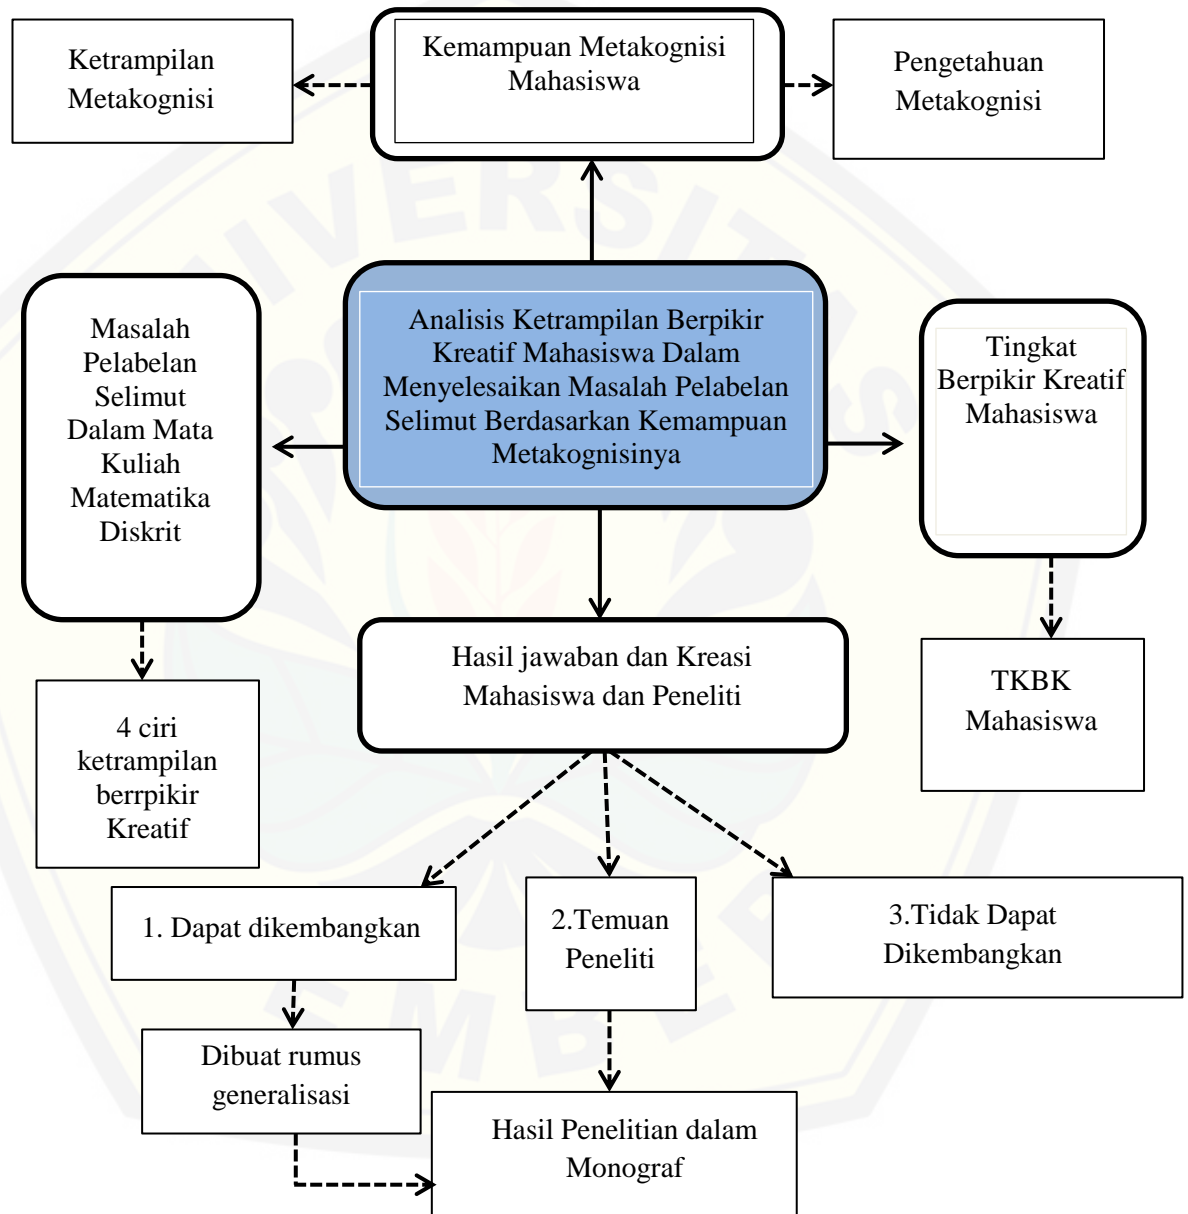 Ketrampilan
Metakognisi
Kemampuan Metakognisi
Mahasiswa
Pengetahuan
Metakognisi
Masalah
Pelabelan
Selimut
Dalam Mata
Kuliah
Matematika
Diskrit
Analisis Ketrampilan Berpikir
Kreatif Mahasiswa Dalam
Menyelesaikan Masalah Pelabelan
Selimut Berdasarkan Kemampuan
Metakognisinya
Tingkat
Berpikir Kreatif
Mahasiswa
4 ciri
ketrampilan
berrpikir
Kreatif
Hasil jawaban dan Kreasi
Mahasiswa dan Peneliti
TKBK
Mahasiswa
1. Dapat dikembangkan
2.Temuan
Peneliti
3.Tidak Dapat
Dikembangkan
Dibuat rumus
generalisasi
Hasil Penelitian dalam
Monograf